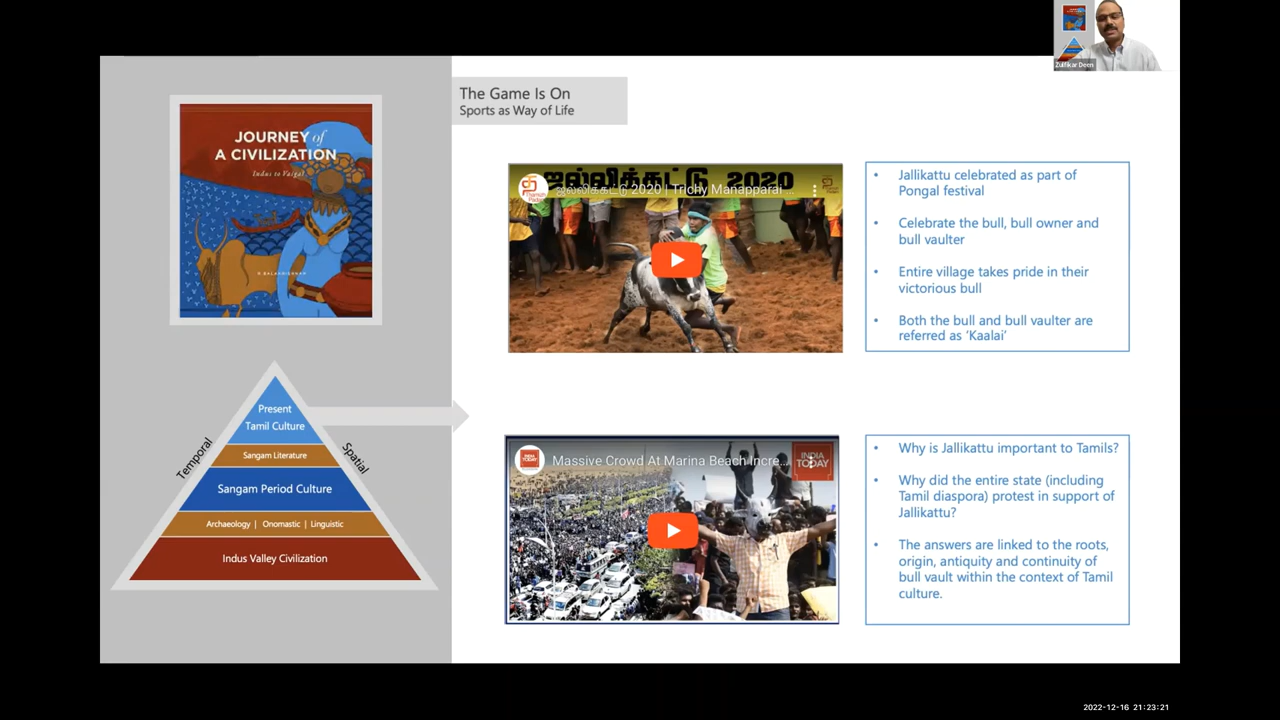 Zulfikar Deen
The Game Is On
Sports as Way of Life
JOURNEY of
A CIVILIZATION
Indus to Vaigai
R BALAKRISHNAN
ஜல்லிக்கட்டு 2020
ஜல்லிக்கட்டு 2020 | Trichy Manapparai ...
• Jallikattu celebrated as part of
Pongal festival
• Celebrate the bull, bull owner and
bull vaulter
• Entire village takes pride in their
victorious bull
• Both the bull and bull vaulter are
referred as ‘Kaalai’
Temporal
Spatial
Present
Tamil Culture
Sangam Literature
Sangam Period Culture
Archaeology | Onomastic | Linguistic
Indus Valley Civilization
Massive Crowd At Marina Beach Incre...
INDIA
TODAY
• Why is Jallikattu important to Tamils?
• Why did the entire state (including
Tamil diaspora) protest in support of
Jallikattu?
• The answers are linked to the roots,
origin, antiquity and continuity of
bull vault within the context of Tamil
culture.
2022-12-16 21:23:21